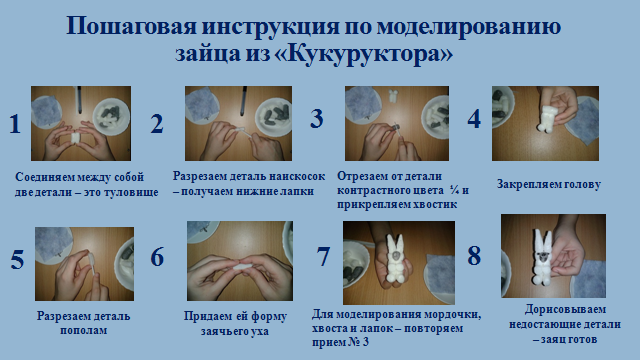 Пошаговая инструкция по моделированию
зайца из «Кукуруктора»
1
Соединяем между собой
две детали – это туловище
2
Разрезаем деталь наискосок
– получаем нижние лапки
3
Отрезаем от детали
контрастного цвета ¼ и
прикрепляем хвостик
4
Закрепляем голову
5
Разрезаем деталь
пополам
6
Придаем ей форму
заячьего уха
7
Для моделирования мордочки,
хвоста и лапок – повторяем
прием № 3
8
Дорисовываем
недостающие детали
– заяц готов